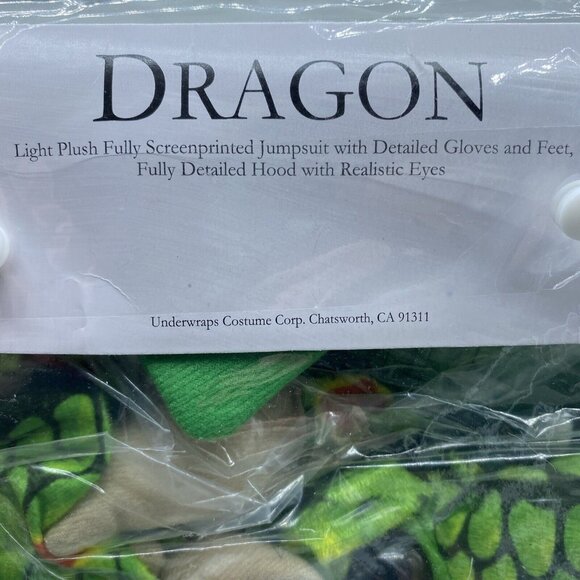 DRAGON
Light Plush Fully Screenprinted Jumpsuit with Detailed Gloves and Feet,
Fully Detailed Hood with Realistic Eyes
Underwraps Costume Corp. Chatsworth, CA 91311